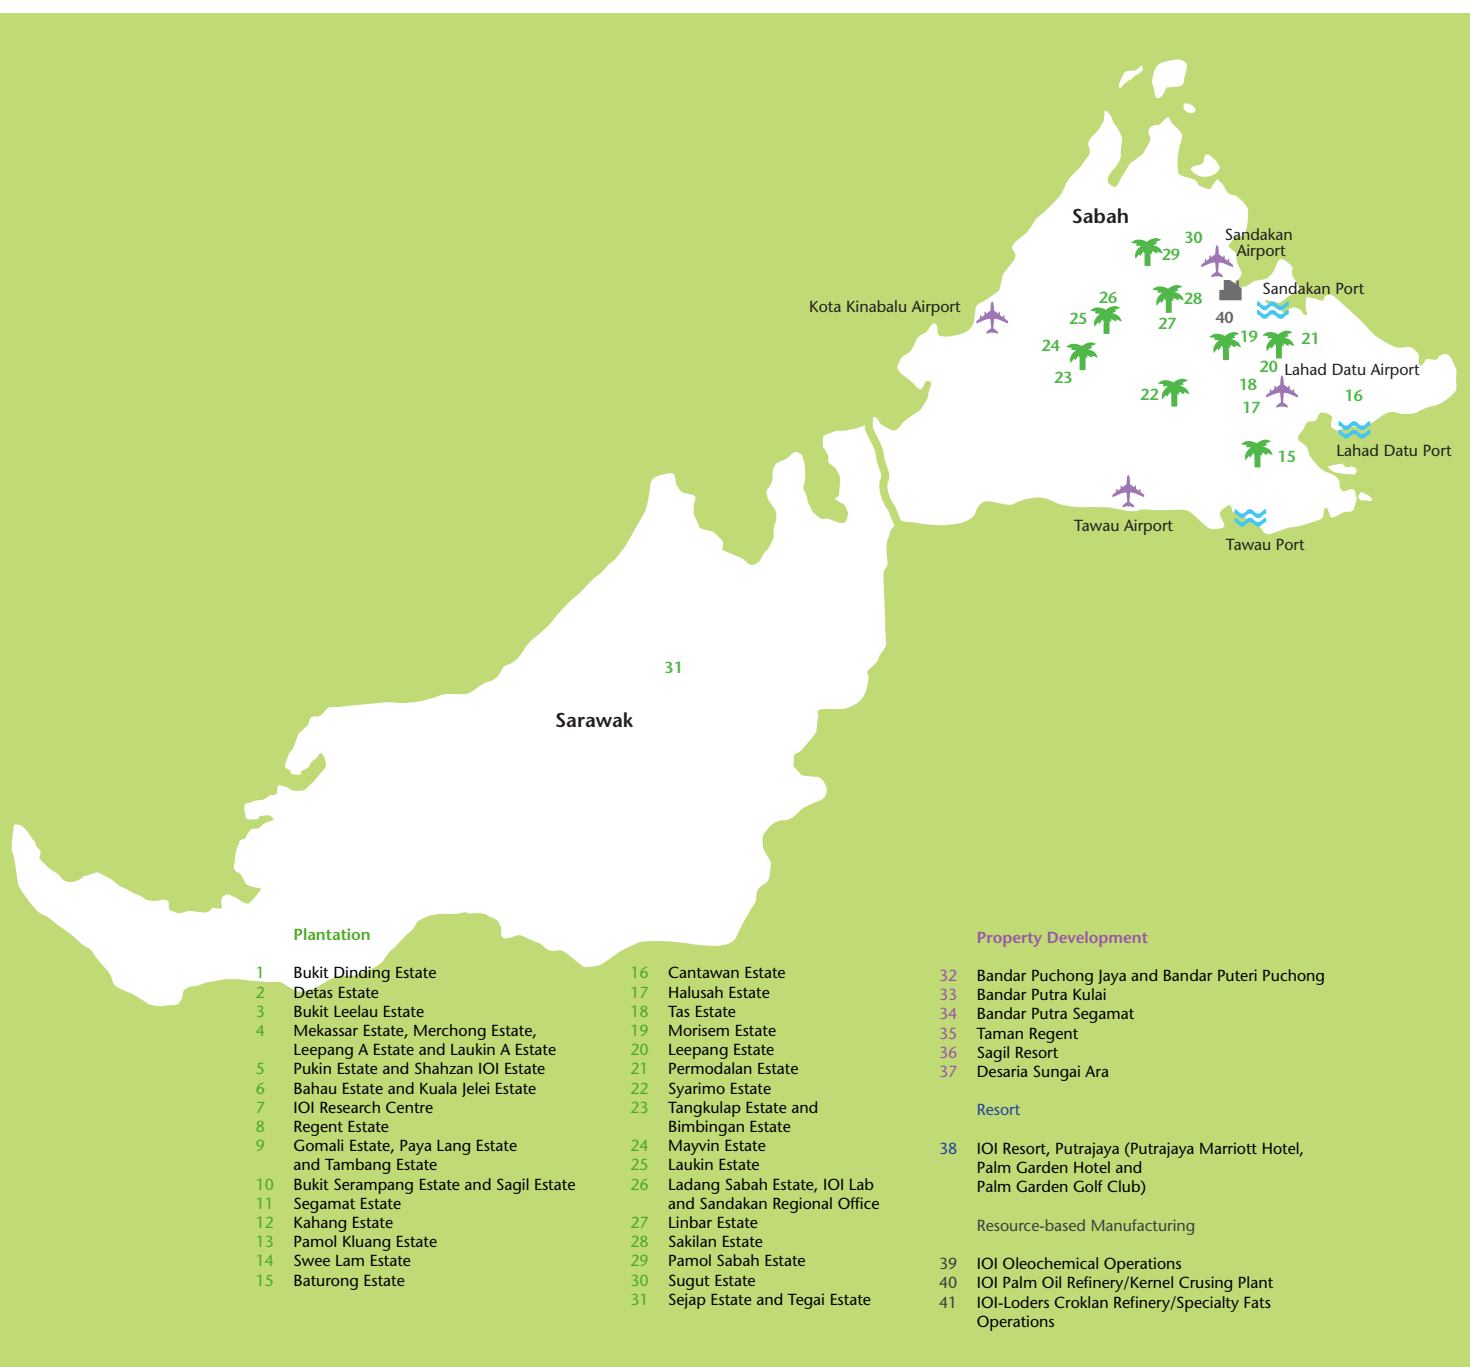 Sabah
30
Sandakan
Airport
29
Sandakan Port
Kota Kinabalu Airport
26
28
25
27
40
24
19
21
23
20
Lahad Datu Airport
22
18
16
17
Lahad Datu Port
15
Tawau Airport
Tawau Port
31
Sarawak
Plantation
1 Bukit Dinding Estate
2 Detas Estate
3 Bukit Leelau Estate
4 Mekassar Estate, Merchong Estate,
Leepang A Estate and Laukin A Estate
5 Pukin Estate and Shahzan IOI Estate
6 Bahau Estate and Kuala Jelei Estate
7 IOI Research Centre
8 Regent Estate
9 Gomali Estate, Paya Lang Estate
and Tambang Estate
10 Bukit Serampang Estate and Sagil Estate
11 Segamat Estate
12 Kahang Estate
13 Pamol Kluang Estate
14 Swee Lam Estate
15 Baturong Estate
16 Cantawan Estate
17 Halusah Estate
18 Tas Estate
19 Morisem Estate
20 Leepang Estate
21 Permodalan Estate
22 Syarimo Estate
23 Tangkulap Estate and
Bimbingan Estate
24 Mayvin Estate
25 Laukin Estate
26 Ladang Sabah Estate, IOI Lab
and Sandakan Regional Office
27 Linbar Estate
28 Sakilan Estate
29 Pamol Sabah Estate
30 Sugut Estate
31 Sejap Estate and Tegai Estate
Property Development
32 Bandar Puchong Jaya and Bandar Puteri Puchong
33 Bandar Putra Kulai
34 Bandar Putra Segamat
35 Taman Regent
36 Sagil Resort
37 Desaria Sungai Ara
Resort
38 IOI Resort, Putrajaya (Putrajaya Marriott Hotel,
Palm Garden Hotel and
Palm Garden Golf Club)
Resource-based Manufacturing
39 IOI Oleochemical Operations
40 IOI Palm Oil Refinery/Kernel Crusing Plant
41 IOI-Loders Croklan Refinery/Specialty Fats
Operations